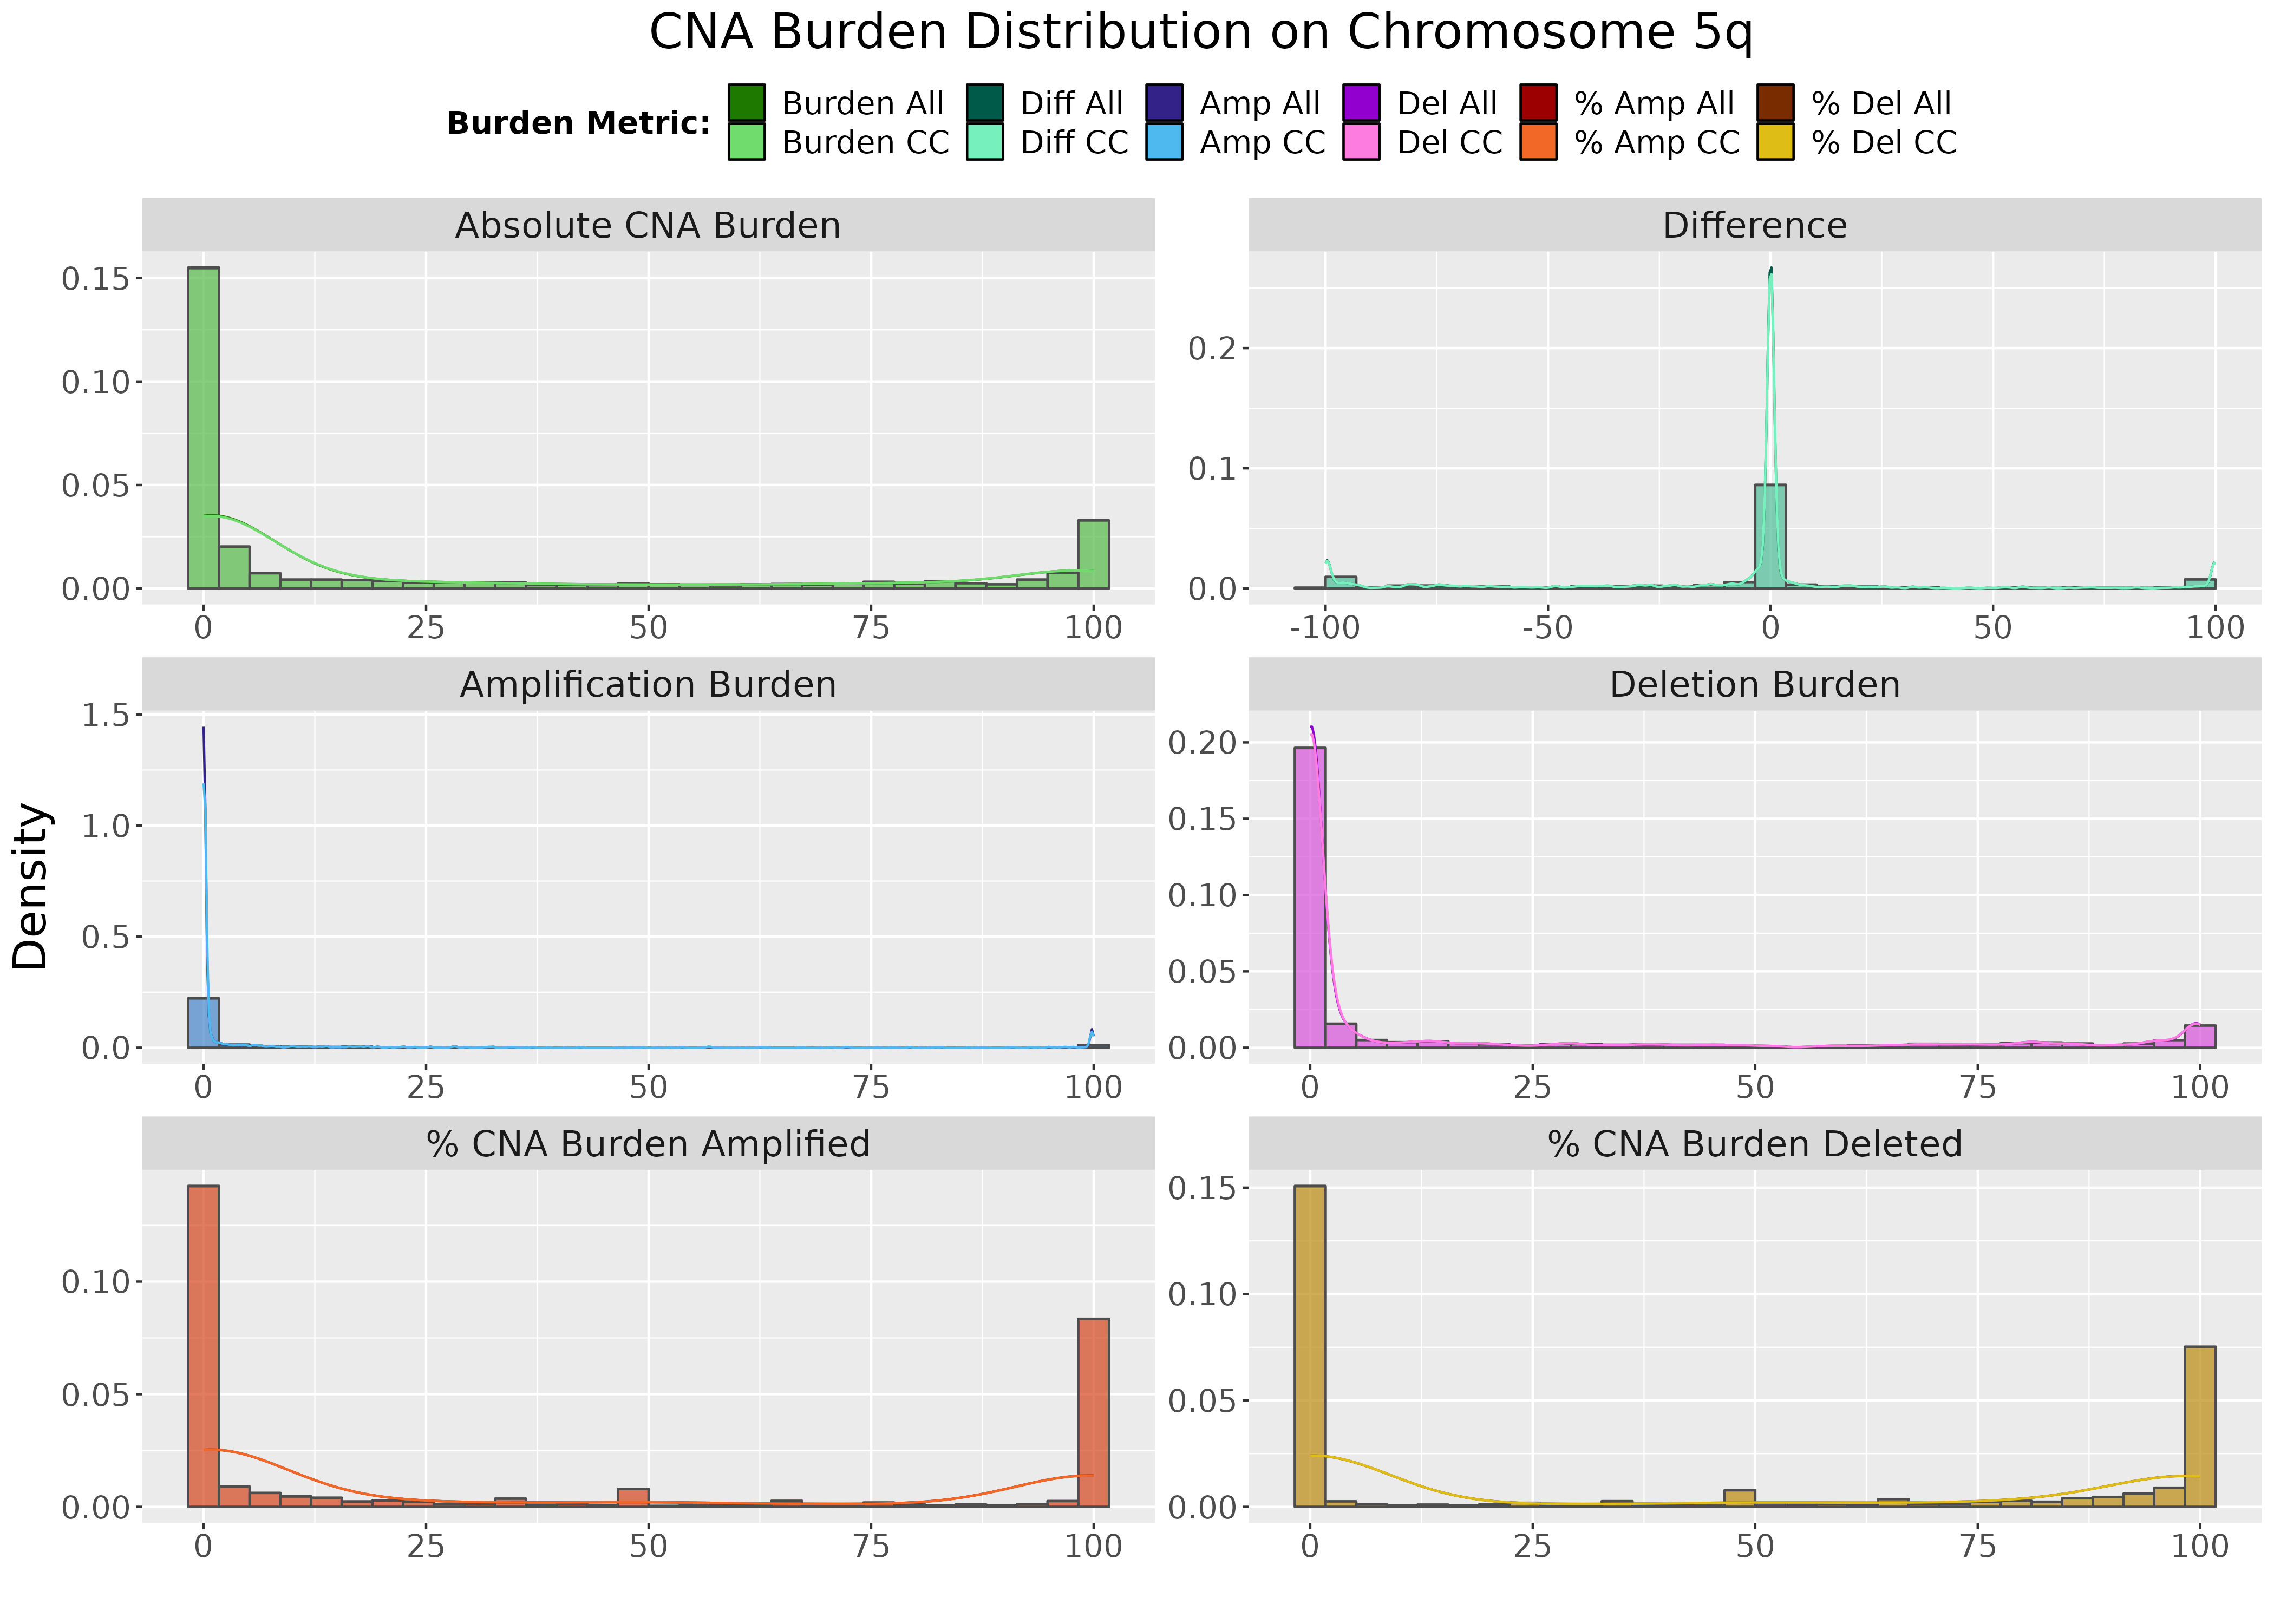 CNA Burden Distribution on Chromosome 5q
Burden Metric:
Burden All Diff All Amp All Del All % Amp All % Del All
Burden CC Diff CC Amp CC Del CC % Amp CC % Del CC
Absolute CNA Burden
0.15
0.10
0.05
0.00
0 25 50 75 100
Difference
0.2
0.1
0.0
-100 -50 0 50 100
Density
Amplification Burden
1.5
1.0
0.5
0.0
0 25 50 75 100
Deletion Burden
0.20
0.15
0.10
0.05
0.00
0 25 50 75 100
% CNA Burden Amplified
0.10
0.05
0.00
0 25 50 75 100
% CNA Burden Deleted
0.15
0.10
0.05
0.00
0 25 50 75 100